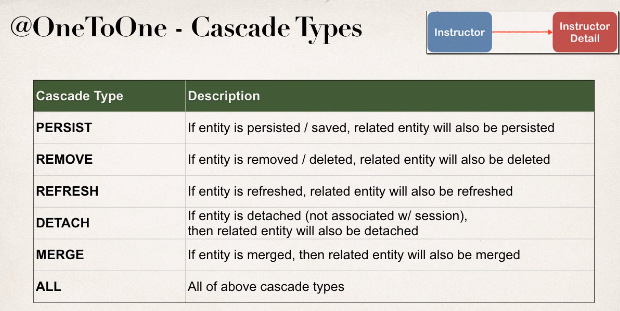 @OneToOne - Cascade Types
Instructor
Instructor
Detail
Cascade Type Description
PERSIST If entity is persisted / saved, related entity will also be persisted
REMOVE If entity is removed / deleted, related entity will also be deleted
REFRESH If entity is refreshed, related entity will also be refreshed
DETACH If entity is detached (not associated w/ session),
then related entity will also be detached
MERGE If entity is merged, then related entity will also be merged
ALL All of above cascade types